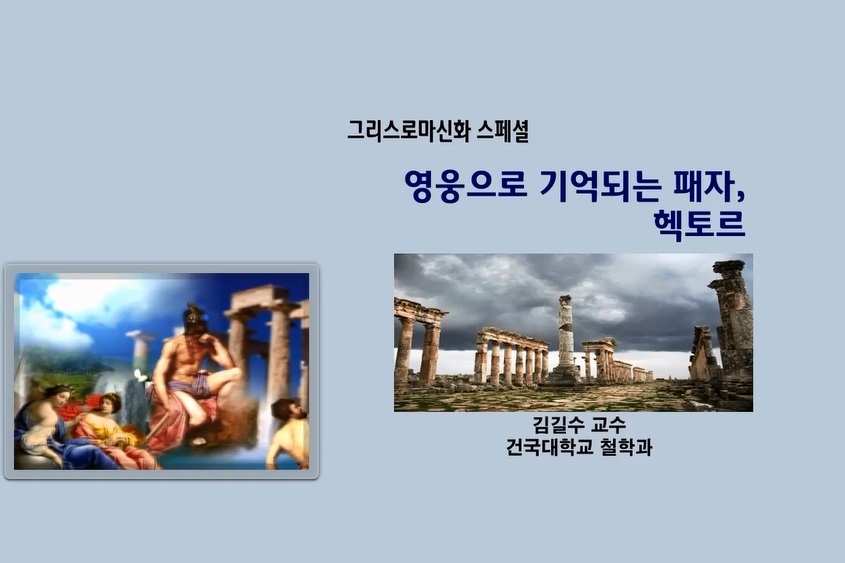 그리스로마신화 스페셜
영웅으로 기억되는 패자,
헥토르
김길수 교수
건국대학교 철학과